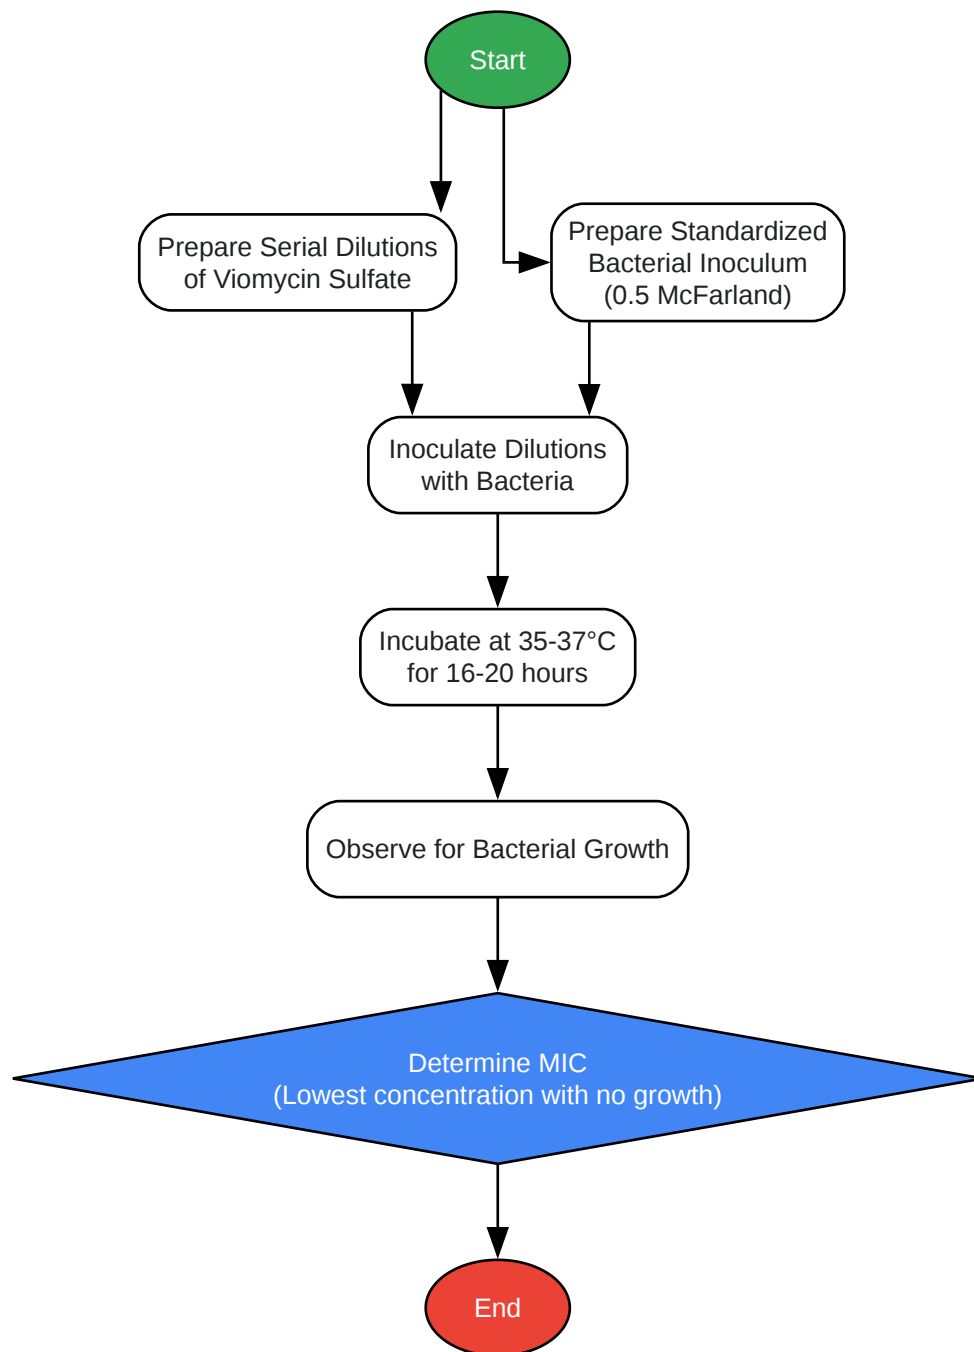 Start
Prepare Serial Dilutions
of Viomycin Sulfate
Prepare Standardized
Bacterial Inoculum
(0.5 McFarland)
Inoculate Dilutions
with Bacteria
Incubate at 35-37°C
for 16-20 hours
Observe for Bacterial Growth
Determine MIC
(Lowest concentration with no growth)
End